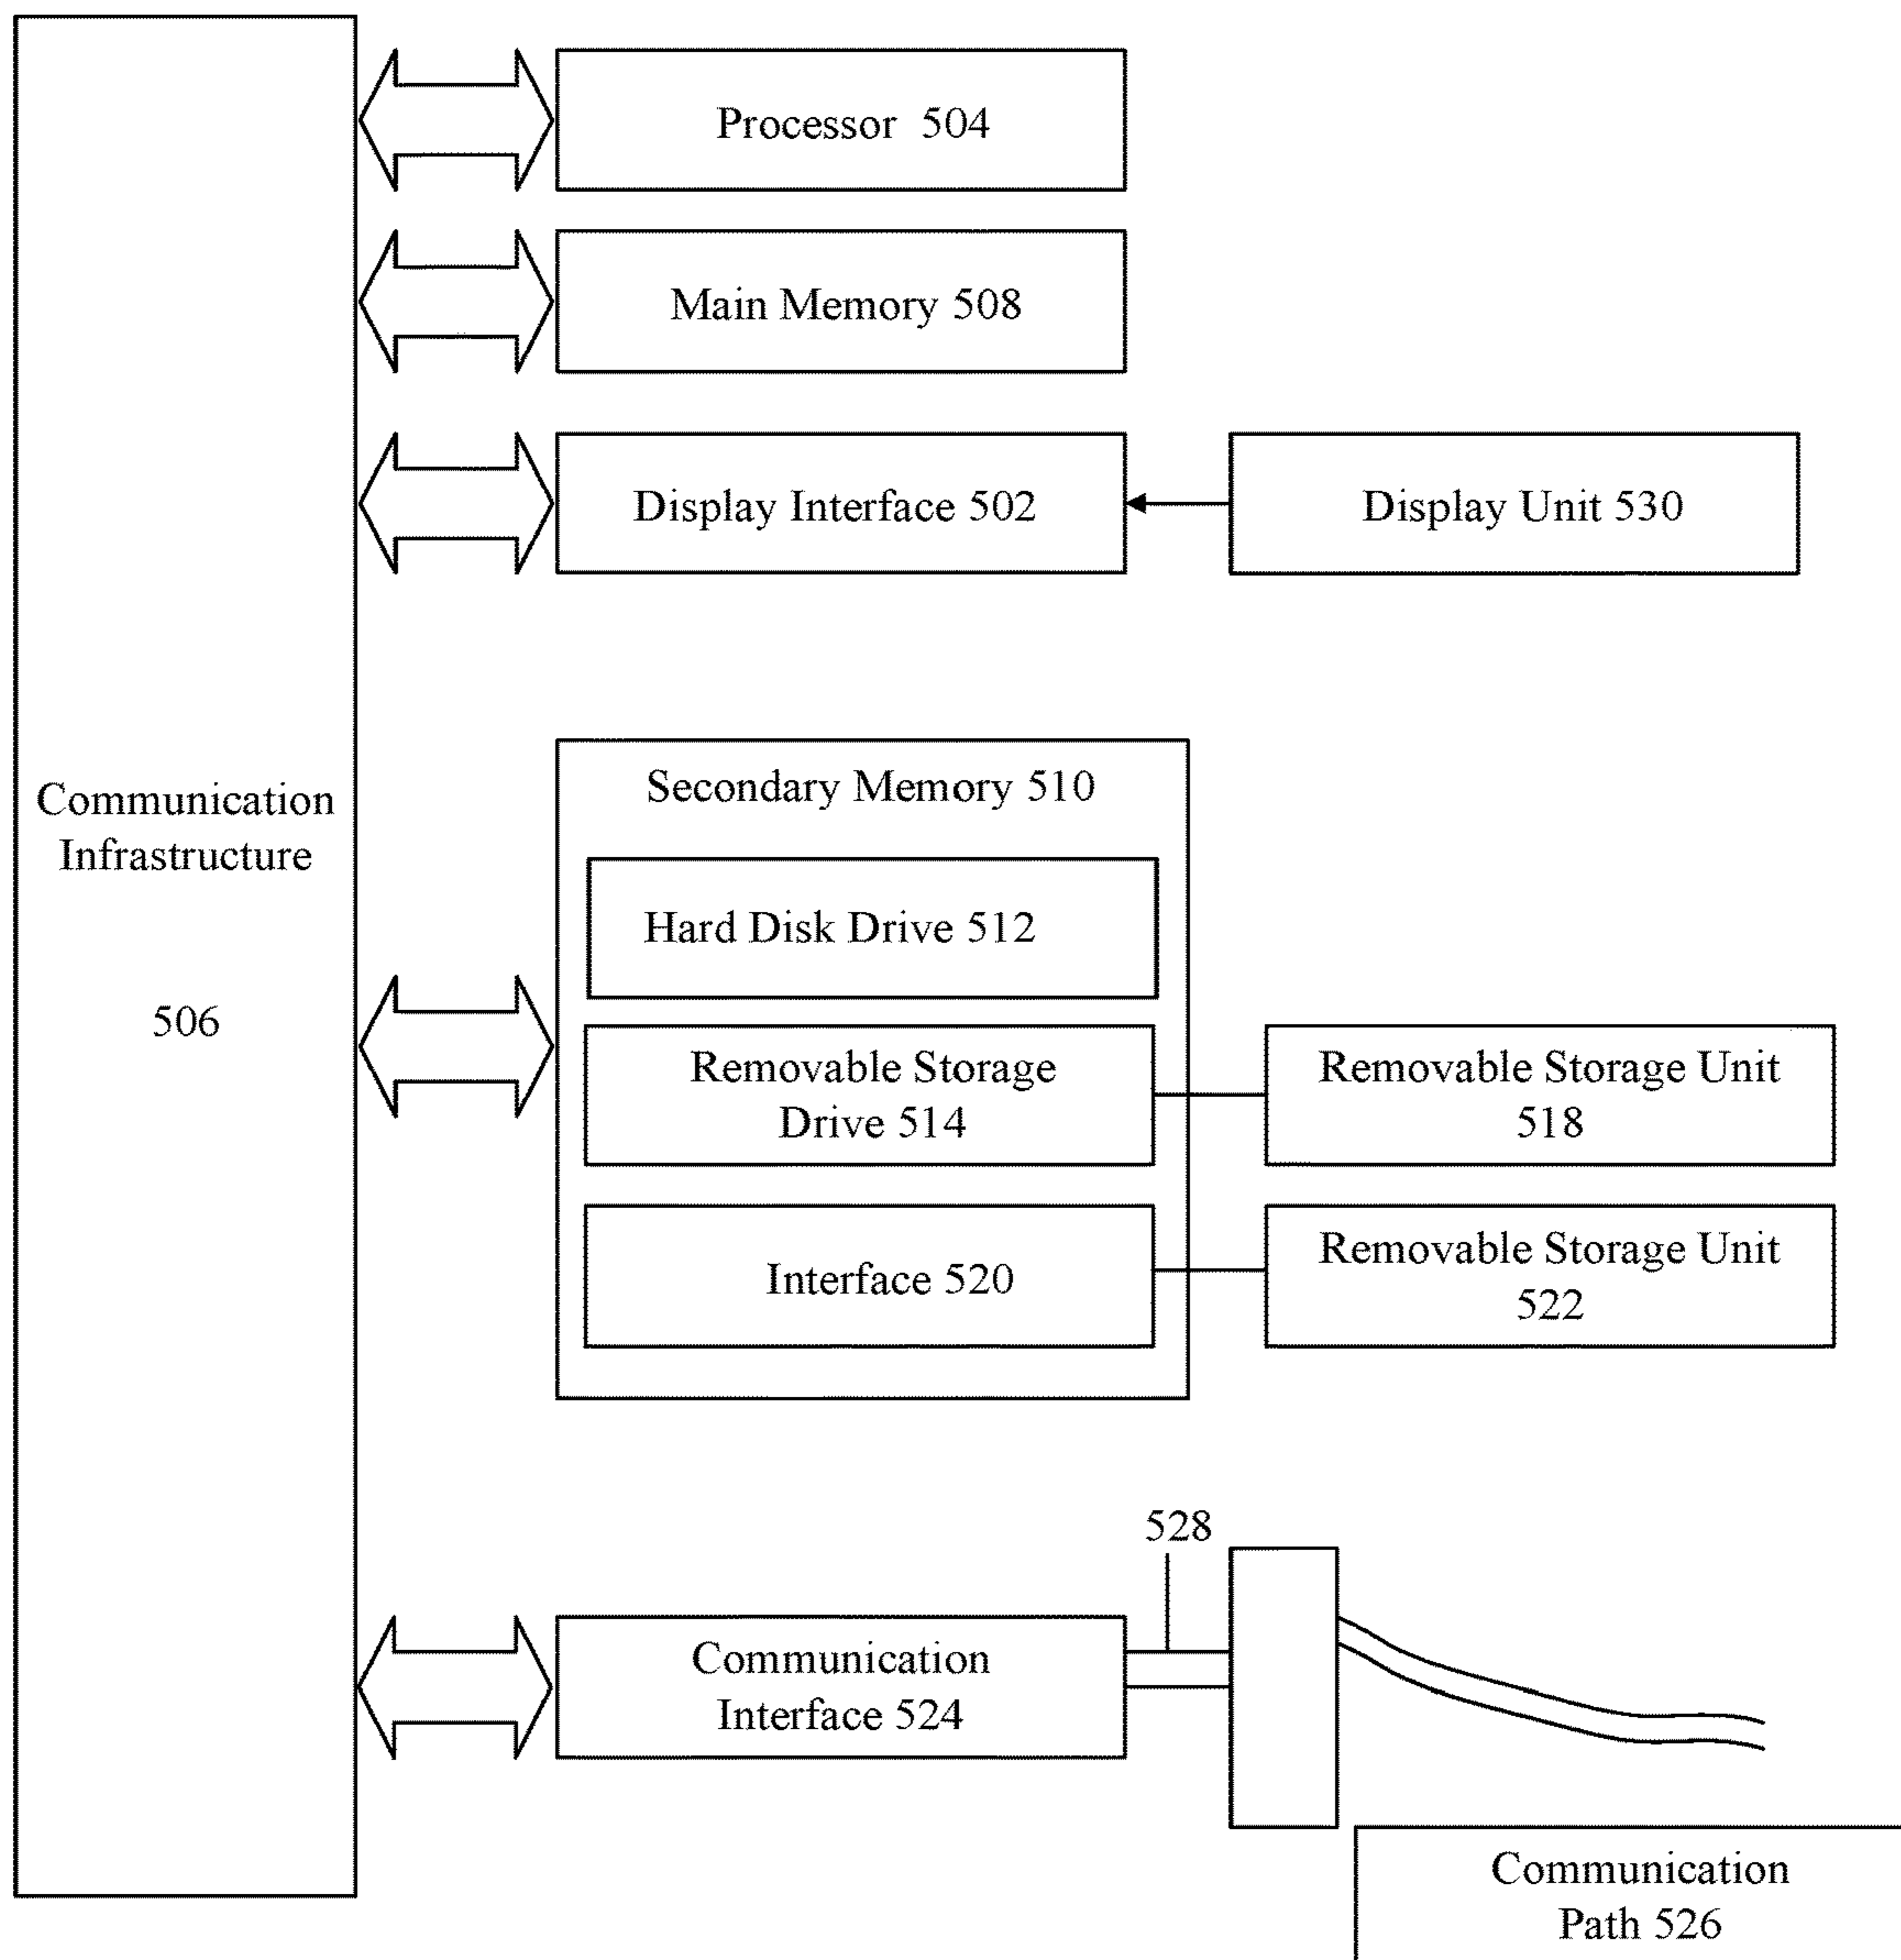 Processor 504
Main Memory 508
Display Interface 502
Display Unit 530
Communication
Infrastructure
506
Secondary Memory 510
Hard Disk Drive 512
Removable Storage
Drive 514
Removable Storage Unit
518
Interface 520
Removable Storage Unit
522
528
Communication
Interface 524
Communication
Path 526